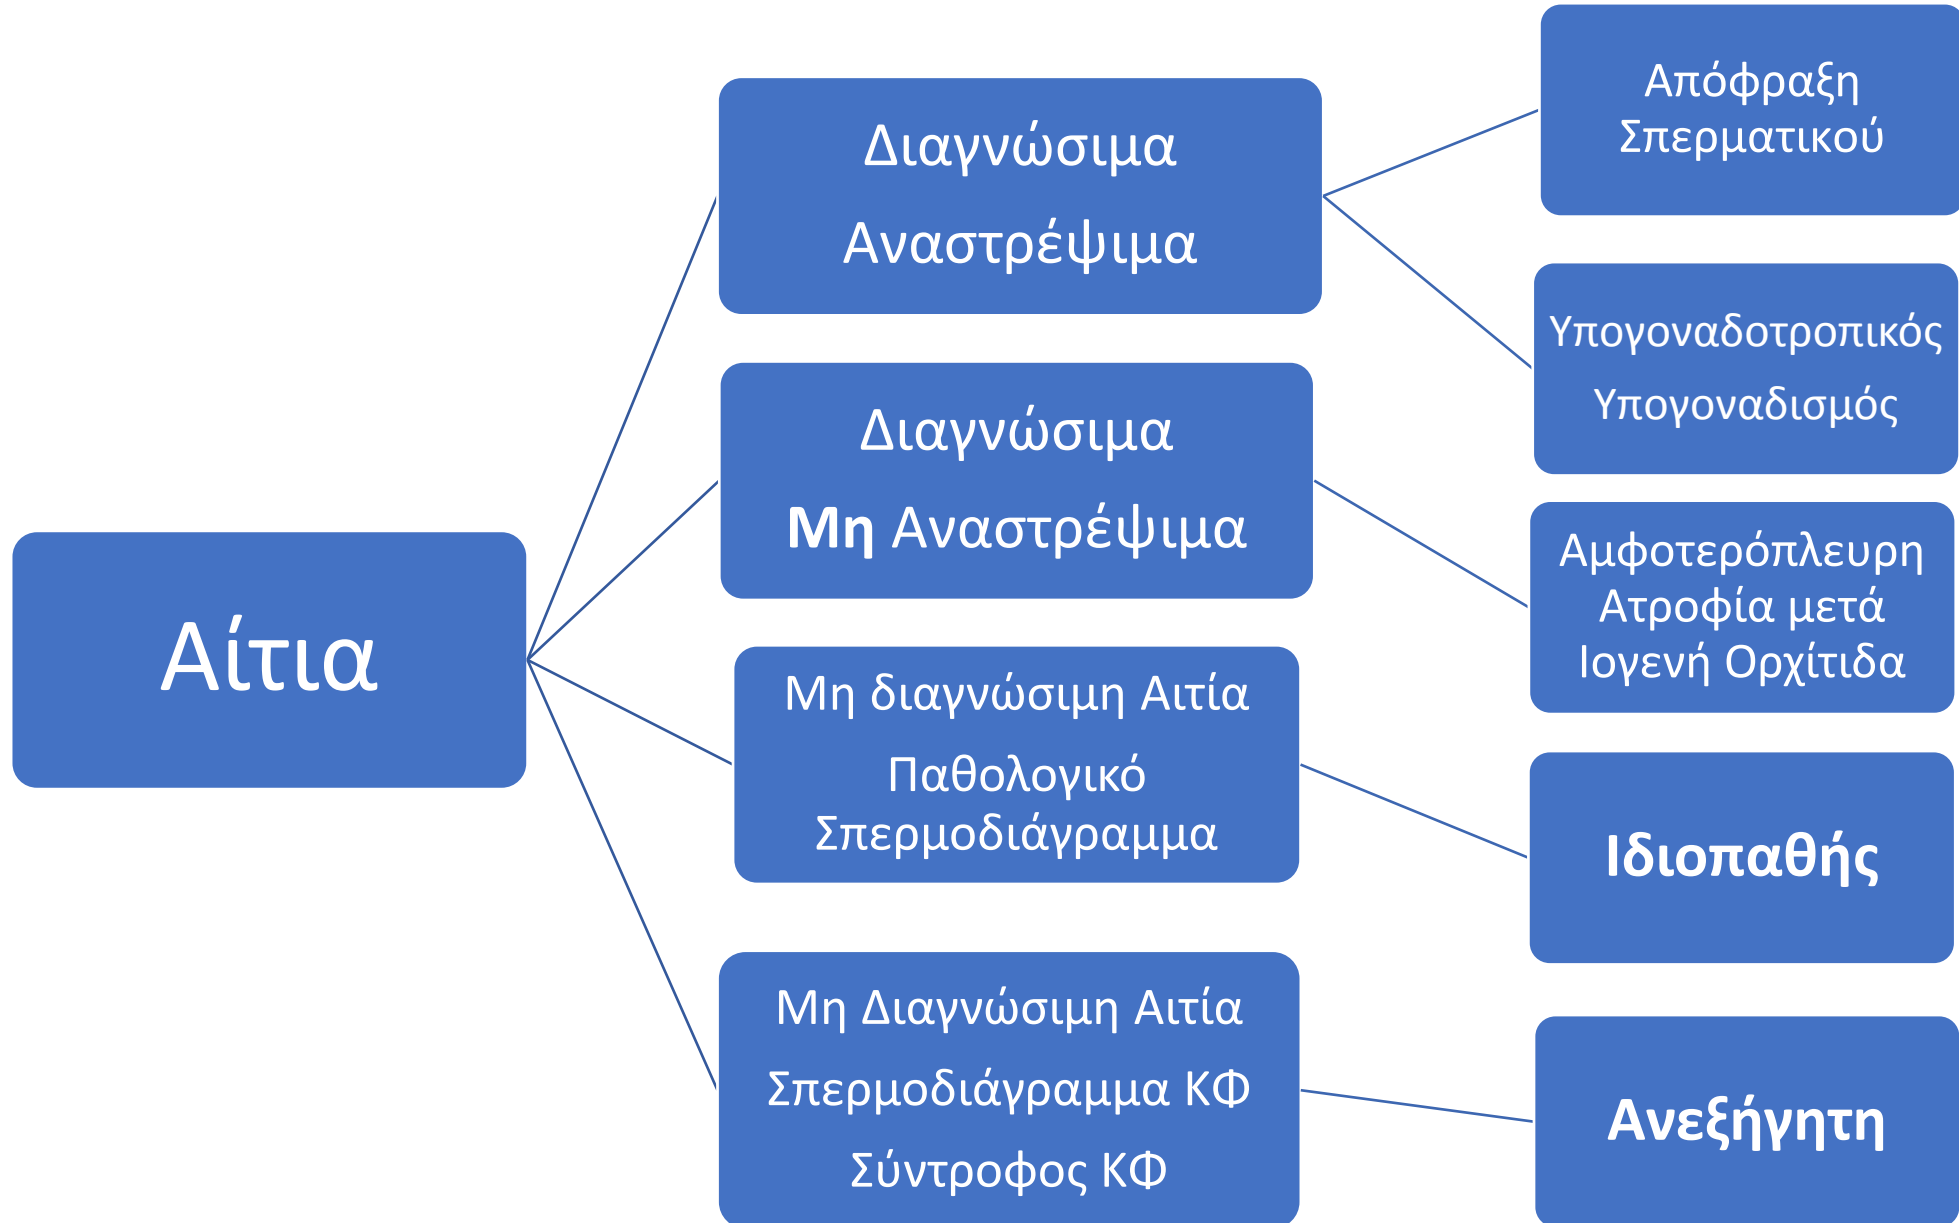 Αίτια
Διαγνώσιμα
Αναστρέψιμα
Απόφραξη
Σπερματικού
Υπογοναδοτροπικός
Υπογοναδισμός
Διαγνώσιμα
Μη Αναστρέψιμα
Αμφοτερόπλευρη
Ατροφία μετά
Ιογενή Ορχίτιδα
Μη διαγνώσιμη Αιτία
Παθολογικό
Σπερμοδιάγραμμα
Ιδιοπαθής
Μη Διαγνώσιμη Αιτία
Σπερμοδιάγραμμα ΚΦ
Σύντροφος ΚΦ
Ανεξήγητη